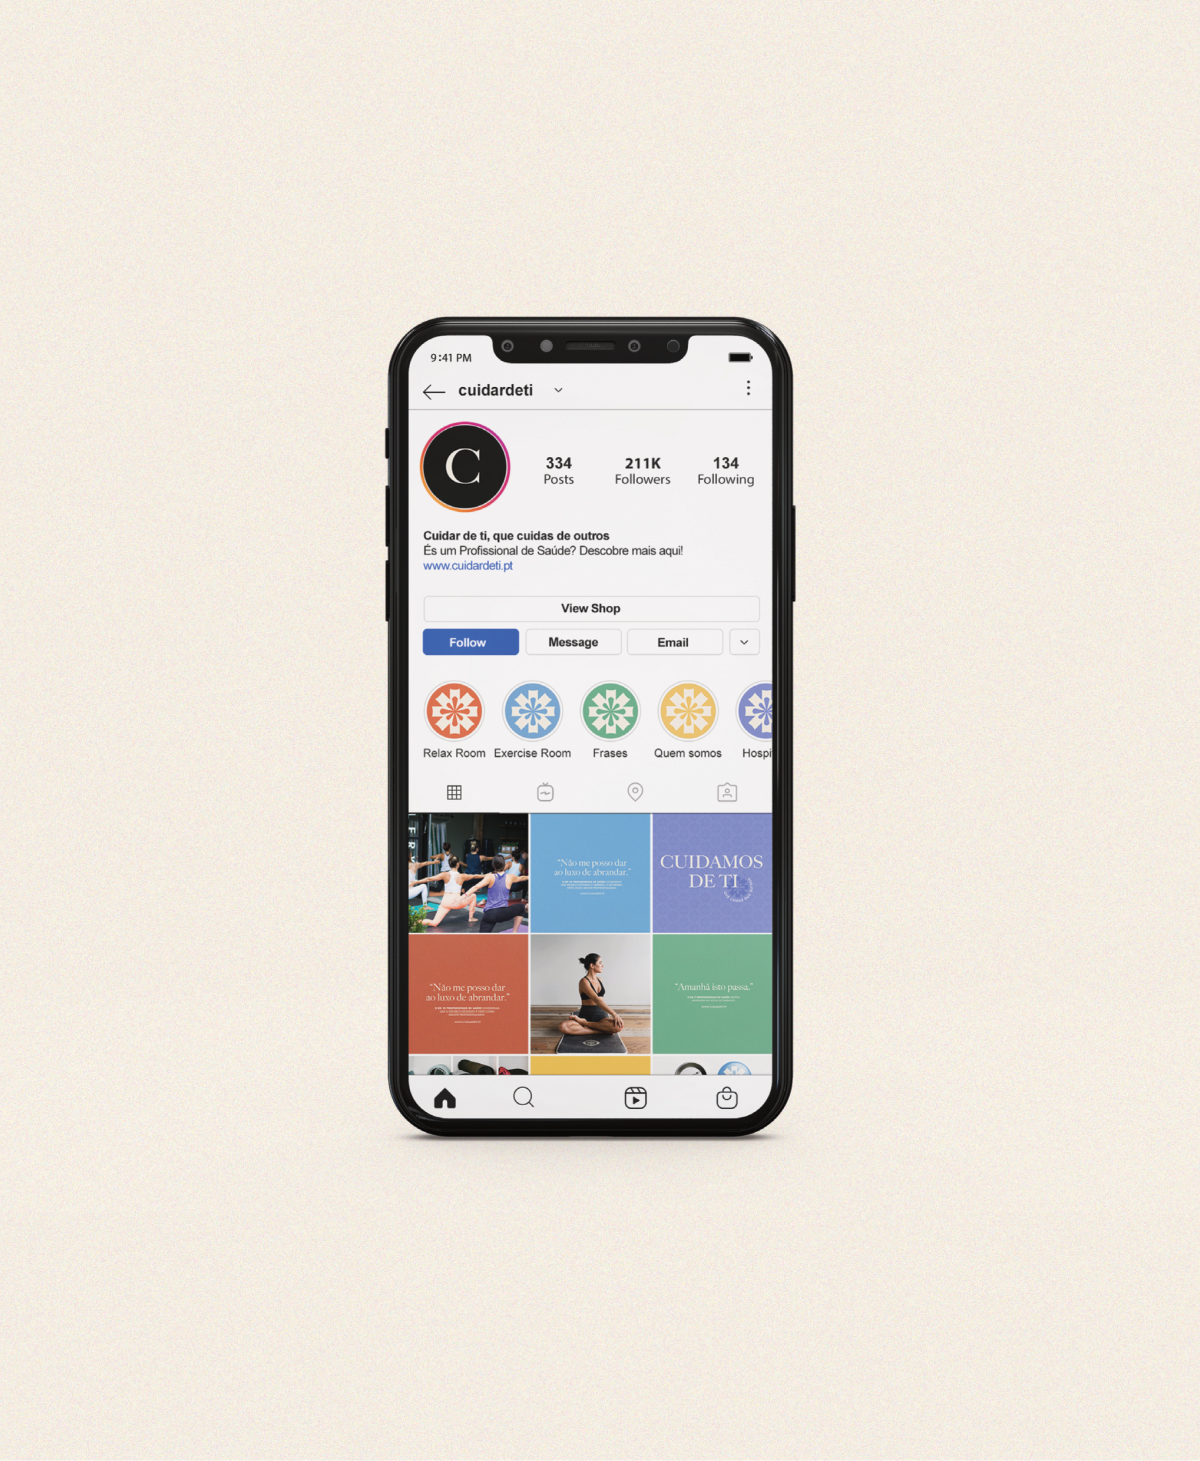 9:41 PM
cuidardeti
C
334
Posts
211K
Followers
134
Following
Cuidar de ti, que cuidas de outros
És um Profissional de Saúde? Descobre mais aqui!
www.cuidardeti.pt
View Shop
Follow
Message
Email
Relax Room
Exercise Room
Frases
Quem somos
Hospi
"Não me posso dar
ao luxo de abrandar."
CUIDAMOS
DE TI
"Não me posso dar
ao luxo de abrandar."
"Amanhã isto passa."